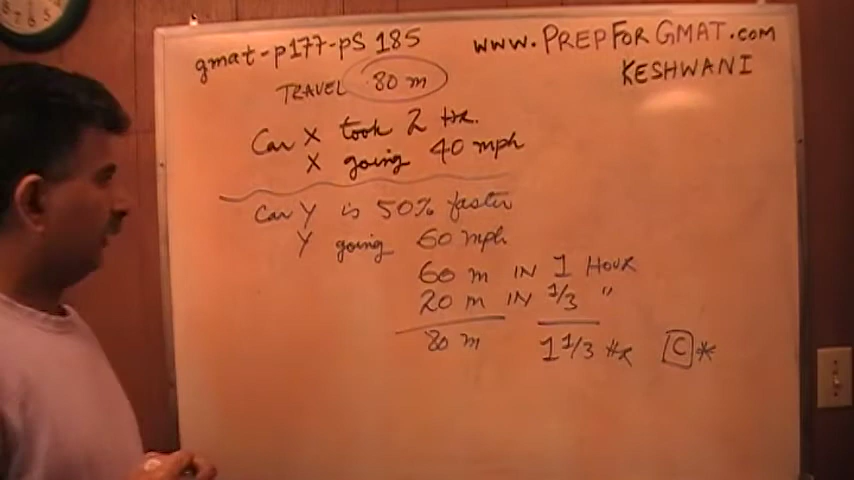 gmat-p177-pS 185
www.PREPFORGMAT.com
KESHWANI
TRAVEL 80 m
Car X took 2 HR.
X going 40 mph
Car Y is 50% faster
Y going 60 mph
60 m IN 1 HOUR
20 m IN 1/3 "
80 m 1 1/3 HR C *